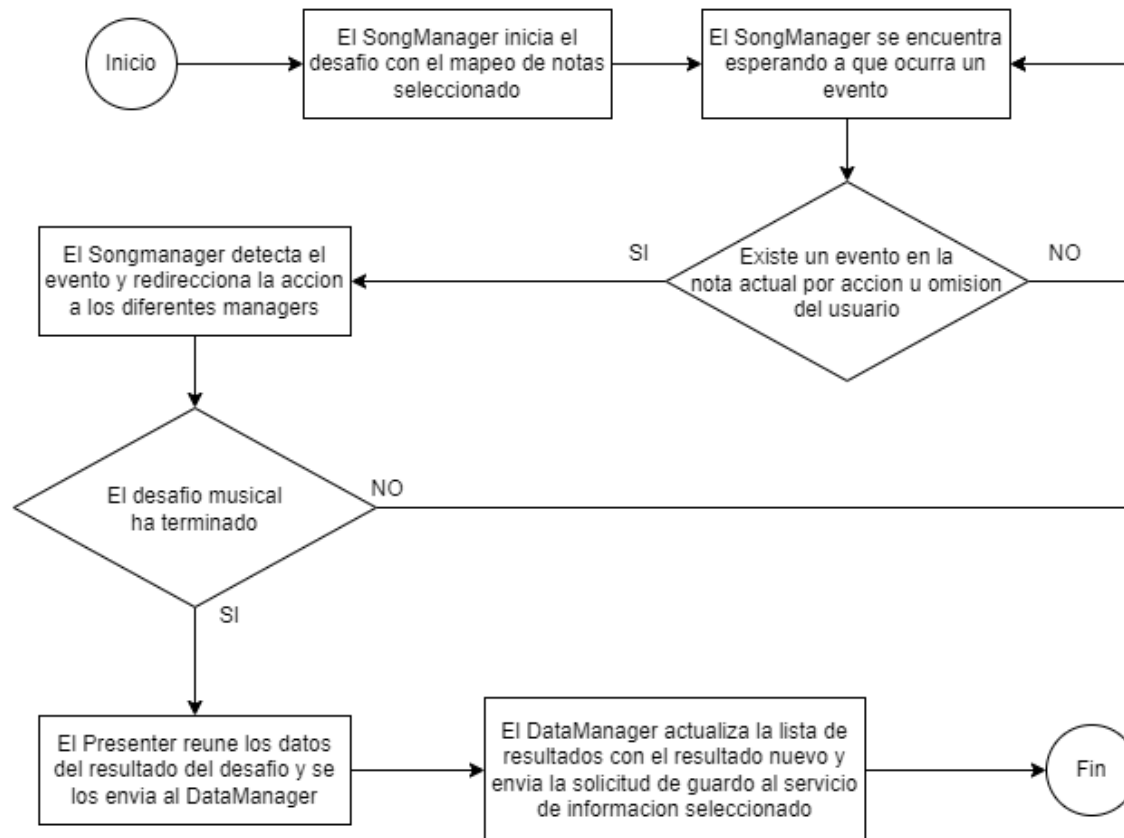 Inicio
El SongManager inicia el
desafio con el mapeo de notas
seleccionado
El SongManager se encuentra
esperando a que ocurra un
evento
El Songmanager detecta el
evento y redirecciona la accion
a los diferentes managers
SI
Existe un evento en la
nota actual por accion u omision
del usuario
NO
El desafio musical
ha terminado
NO
SI
El Presenter reune los datos
del resultado del desafio y se
los envia al DataManager
El DataManager actualiza la lista de
resultados con el resultado nuevo y
envia la solicitud de guardo al servicio
de informacion seleccionado
Fin